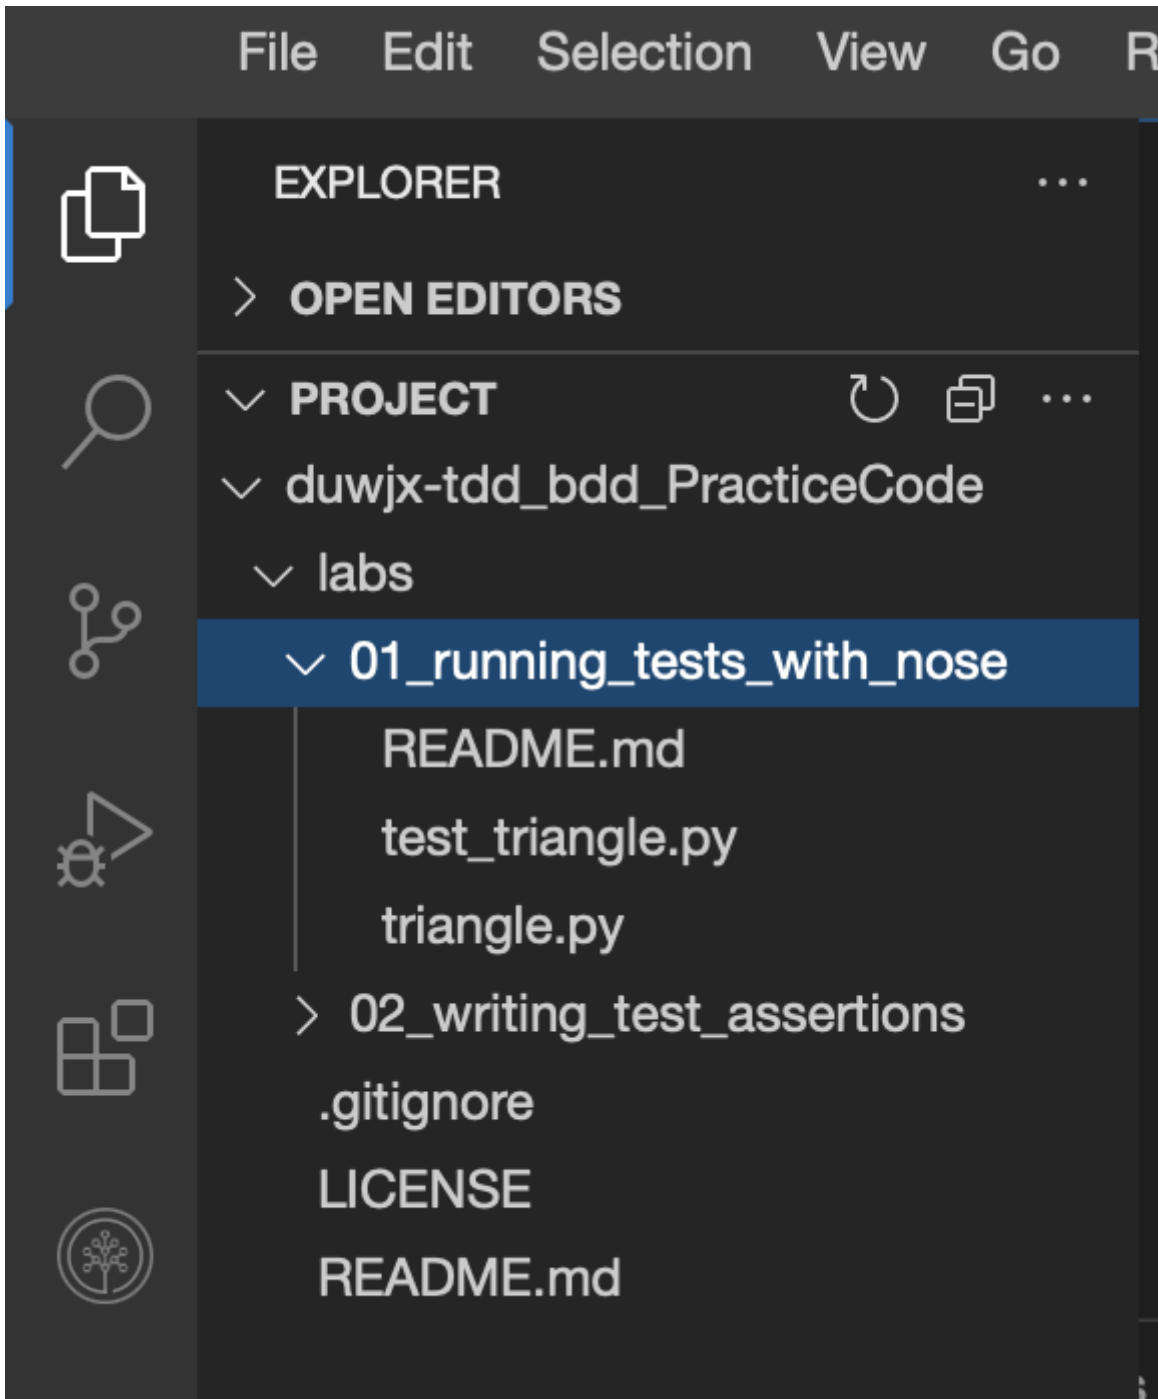 File Edit Selection View Go R
EXPLORER
OPEN EDITORS
PROJECT
duwjx-tdd_bdd_PracticeCode
labs
01_running_tests_with_nose
README.md
test_triangle.py
triangle.py
02_writing_test_assertions
.gitignore
LICENSE
README.md
s